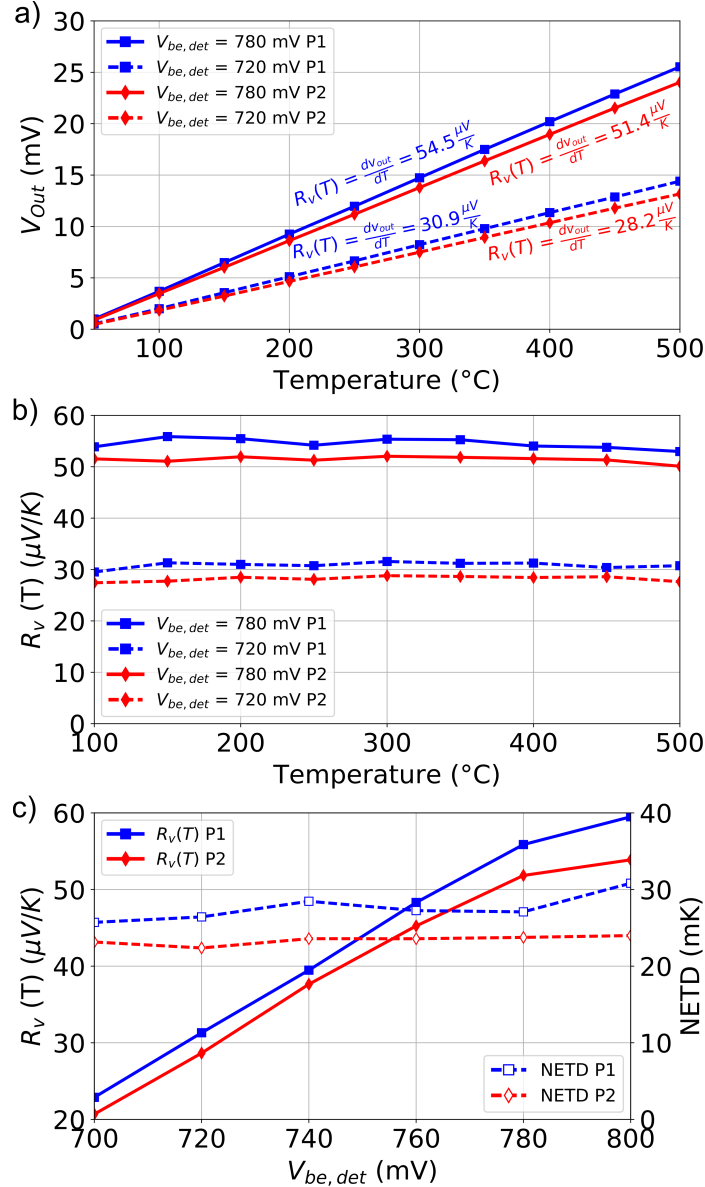 a)
V_Out (mV)
30
25
20
15
10
5
0
V_be,det = 780 mV P1
V_be,det = 720 mV P1
V_be,det = 780 mV P2
V_be,det = 720 mV P2
R_v(T) = dv_out/dT = 54.5 μV/K
R_v(T) = dv_out/dT = 51.4 μV/K
R_v(T) = dv_out/dT = 30.9 μV/K
R_v(T) = dv_out/dT = 28.2 μV/K
100 200 300 400 500
Temperature (°C)
b)
R_v (T) (μV/K)
60
50
40
30
20
10
0
V_be,det = 780 mV P1
V_be,det = 720 mV P1
V_be,det = 780 mV P2
V_be,det = 720 mV P2
100 200 300 400 500
Temperature (°C)
c)
R_v (T) (μV/K)
60
50
40
30
20
R_v(T) P1
R_v(T) P2
NETD P1
NETD P2
40
30
20
10
0
NETD (mK)
700 720 740 760 780 800
V_be,det (mV)